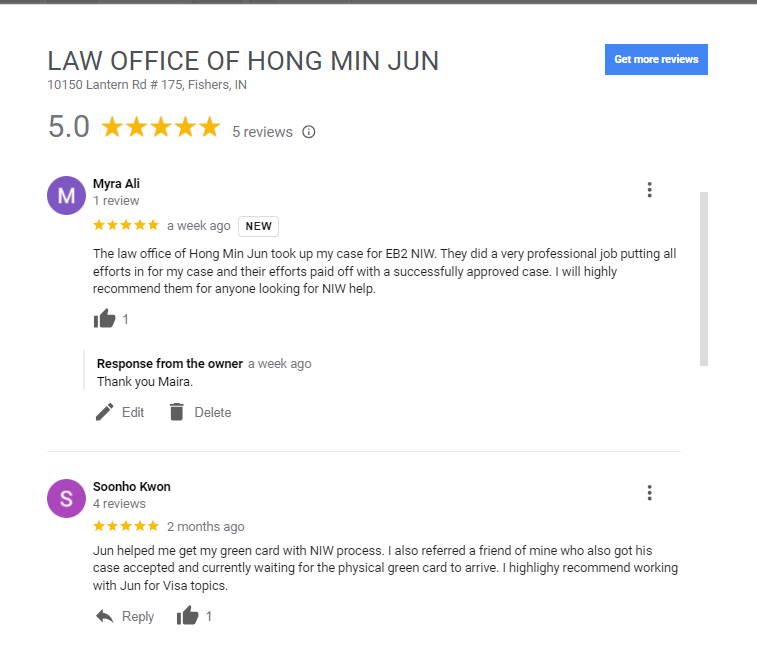 LAW OFFICE OF HONG MIN JUN
Get more reviews
10150 Lantern Rd # 175, Fishers, IN
5.0 5 reviews
M
Myra Ali
1 review
a week ago NEW
The law office of Hong Min Jun took up my case for EB2 NIW. They did a very professional job putting all
efforts in for my case and their efforts paid off with a successfully approved case. I will highly
recommend them for anyone looking for NIW help.
1
Response from the owner a week ago
Thank you Maira.
Edit Delete
S
Soonho Kwon
4 reviews
2 months ago
Jun helped me get my green card with NIW process. I also referred a friend of mine who also got his
case accepted and currently waiting for the physical green card to arrive. I highlighy recommend working
with Jun for Visa topics.
Reply 1